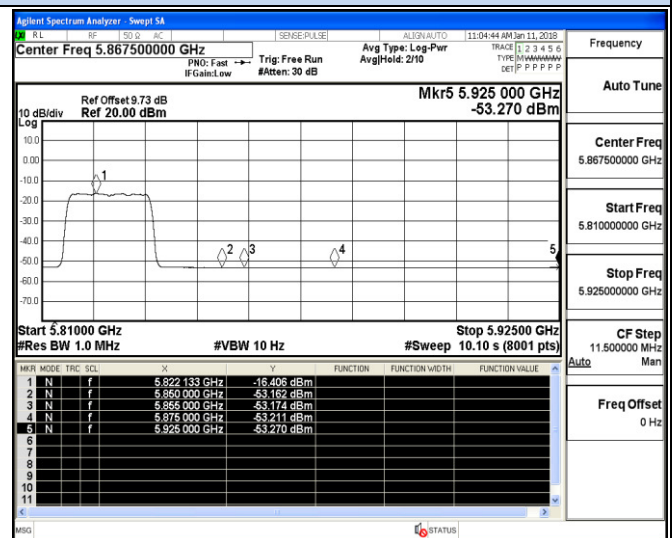 Agilent Spectrum Analyzer - Swept SA
RL RF 50 Ω AC SENSE:PULSE ALIGNAUTO 11:04:44 AM Jan 11, 2018
Center Freq 5.867500000 GHz
PNO: Fast
IFGain:Low
Trig: Free Run
#Atten: 30 dB
Avg Type: Log-Pwr
Avg|Hold: 2/10
TRACE 1 2 3 4 5 6
TYPE
DET P P P P P P
Frequency
Mkr5 5.925 000 GHz
-53.270 dBm
Ref Offset 9.73 dB
10 dB/div Ref 20.00 dBm
Log
10.0
0.00
-10.0
-20.0
-30.0
-40.0
-50.0
-60.0
-70.0
1
2
3
4
5
Start 5.81000 GHz Stop 5.92500 GHz
#Res BW 1.0 MHz #VBW 10 Hz #Sweep 10.10 s (8001 pts)
MKR MODE TRC SCL X Y FUNCTION FUNCTION WIDTH FUNCTION VALUE
1 N f 5.822 133 GHz -16.406 dBm
2 N f 5.850 000 GHz -53.162 dBm
3 N f 5.855 000 GHz -53.174 dBm
4 N f 5.875 000 GHz -53.211 dBm
5 N f 5.925 000 GHz -53.270 dBm
6
7
8
9
10
11
Auto Tune
Center Freq
5.867500000 GHz
Start Freq
5.810000000 GHz
Stop Freq
5.925000000 GHz
CF Step
11.500000 MHz
Auto Man
Freq Offset
0 Hz
MSG STATUS